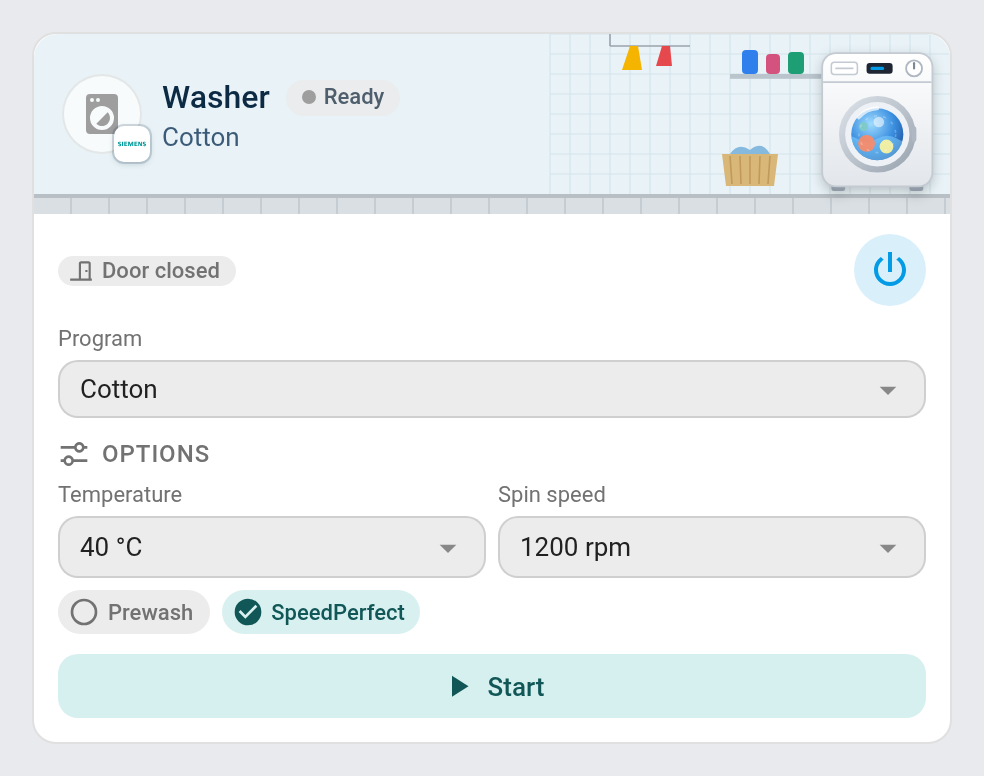 Washer
Ready
SIEMENS
Cotton
Door closed
Program
Cotton
OPTIONS
Temperature
Spin speed
40 °C
1200 rpm
Prewash
SpeedPerfect
Start